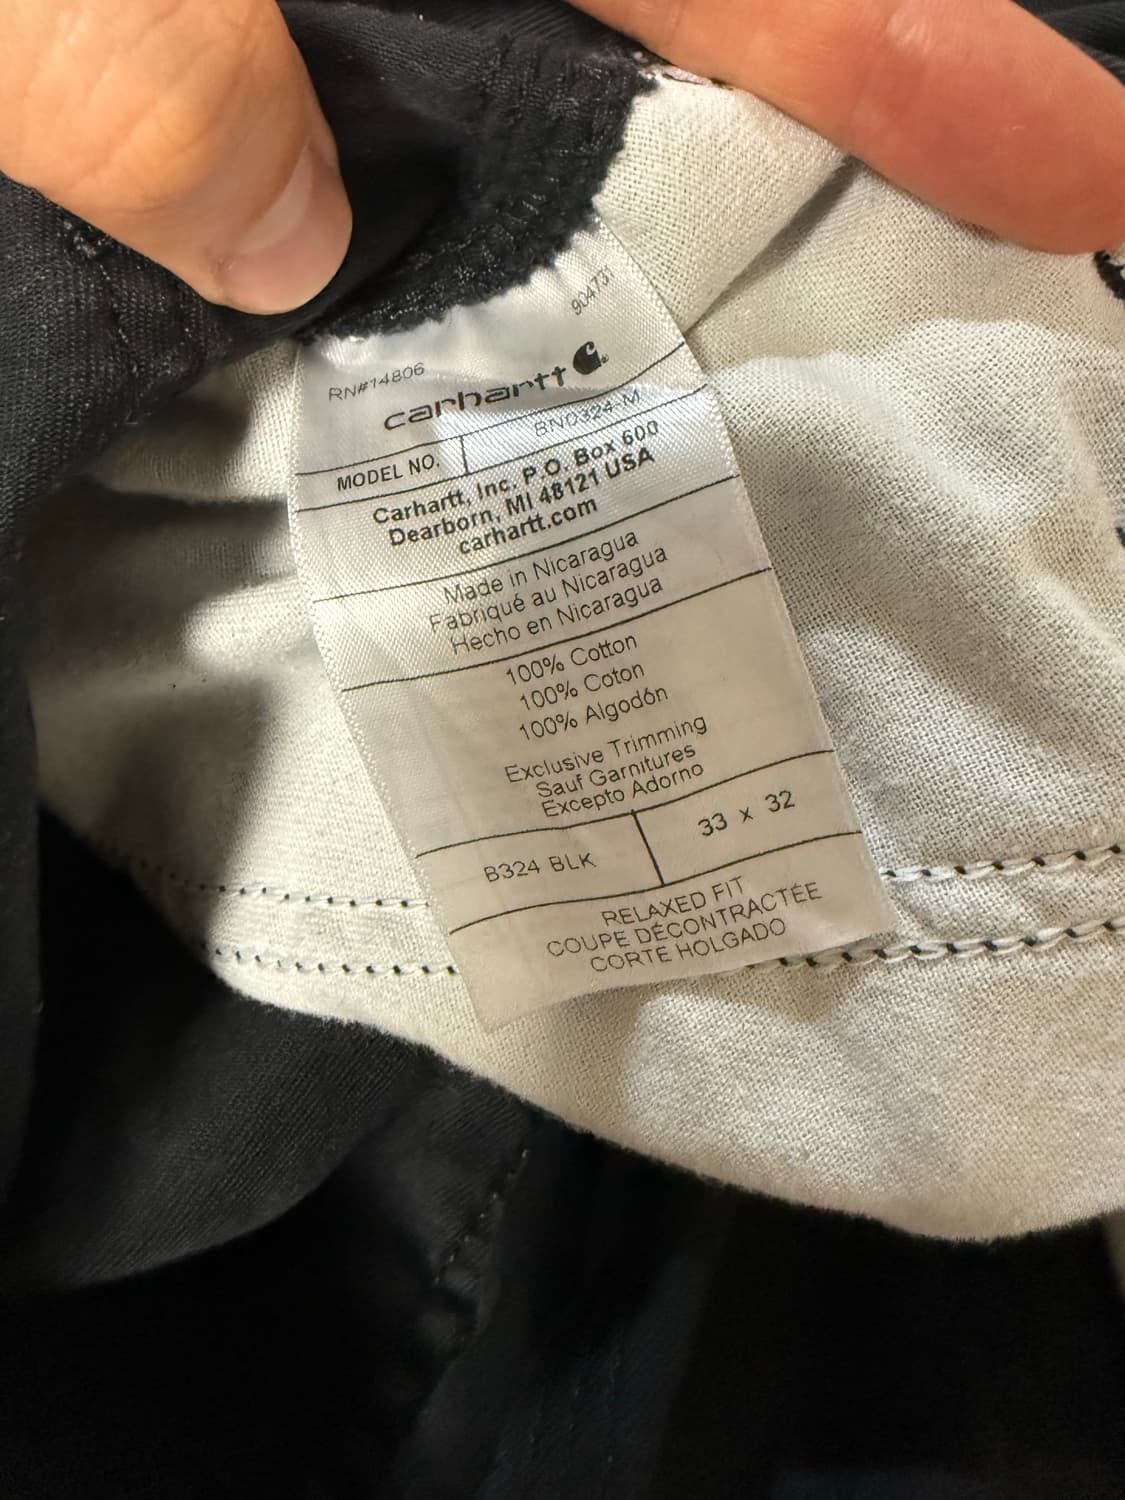 904731
RN#14806
carhartt
MODEL NO. BN0324-M
Carhartt, Inc. P.O. Box 600
Dearborn, MI 48121 USA
carhartt.com
Made in Nicaragua
Fabriqué au Nicaragua
Hecho en Nicaragua
100% Cotton
100% Coton
100% Algodón
Exclusive Trimming
Sauf Garnitures
Excepto Adorno
B324 BLK 33 x 32
RELAXED FIT
COUPE DÉCONTRACTÉE
CORTE HOLGADO